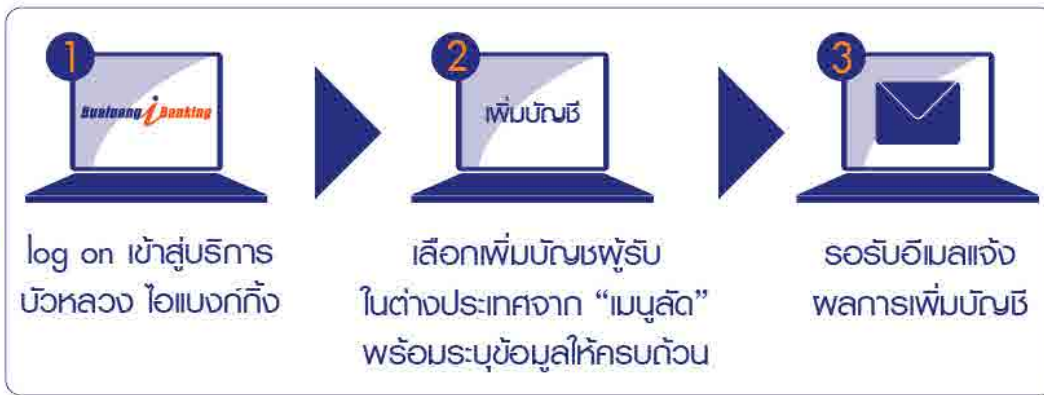 1
Bualuang iBanking
log on เข้าสู่บริการ
บัวหลวง ไอแบงก์กิ้ง
2
เพิ่มบัญชี
เลือกเพิ่มบัญชผู้รับ
ในต่างประเทศจาก “เมนูลัด”
พร้อมระบุข้อมูลให้ครบถ้วน
3
รอรับอีเมลแจ้ง
ผลการเพิ่มบัญชี